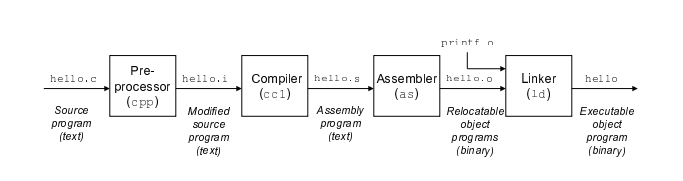 printf.o
hello.c
Pre-
processor
(cpp)
hello.i
Compiler
(cc1)
hello.s
Assembler
(as)
hello.o
Linker
(ld)
hello
Source
program
(text)
Modified
source
program
(text)
Assembly
program
(text)
Relocatable
object
programs
(binary)
Executable
object
program
(binary)